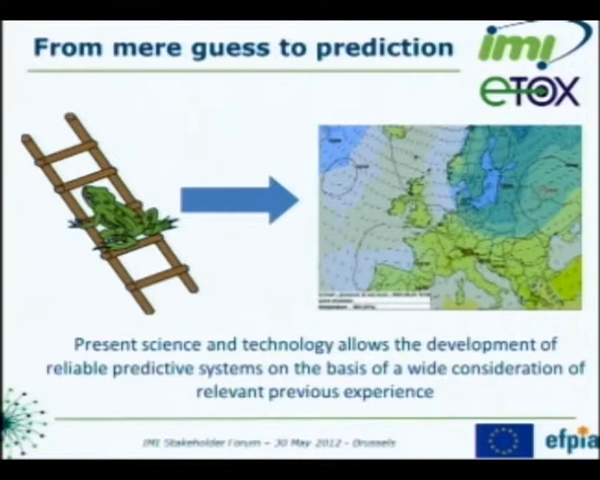 From mere guess to prediction
imi
eTOX
Present science and technology allows the development of
reliable predictive systems on the basis of a wide consideration of
relevant previous experience
IMI Stakeholder Forum – 30 May 2012 - Brussels
efpia